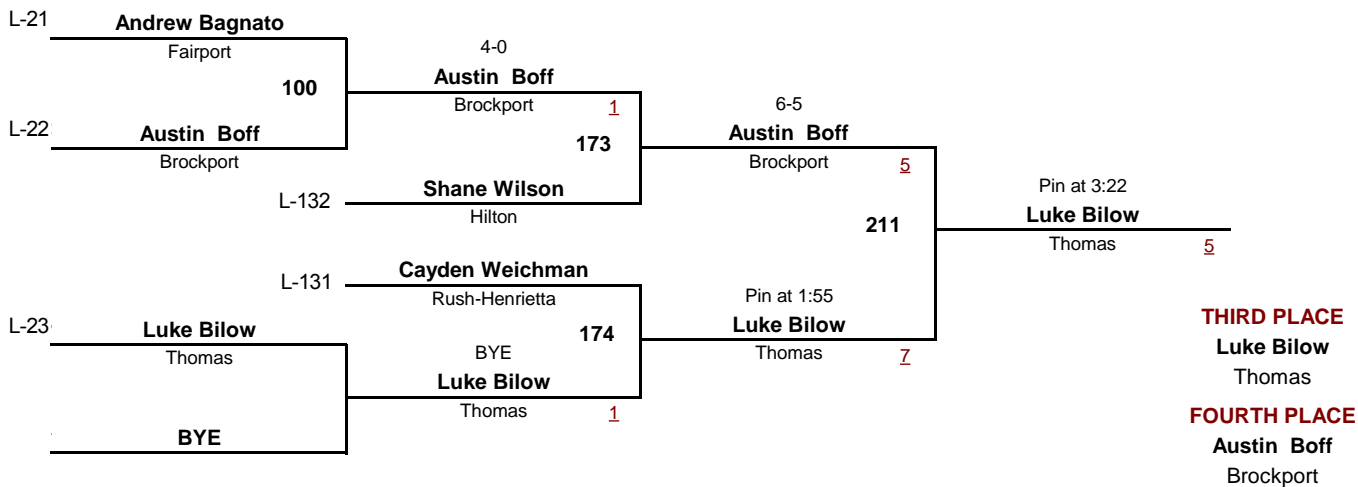 L-21
Andrew Bagnato
Fairport
100
L-22
Austin Boff
Brockport
4-0
Austin Boff
Brockport
1
173
L-132
Shane Wilson
Hilton
6-5
Austin Boff
Brockport
5
211
Pin at 3:22
Luke Bilow
Thomas
5
L-131
Cayden Weichman
Rush-Henrietta
174
Pin at 1:55
Luke Bilow
Thomas
7
L-23
Luke Bilow
Thomas
BYE
Luke Bilow
Thomas
1
BYE
THIRD PLACE
Luke Bilow
Thomas
FOURTH PLACE
Austin Boff
Brockport